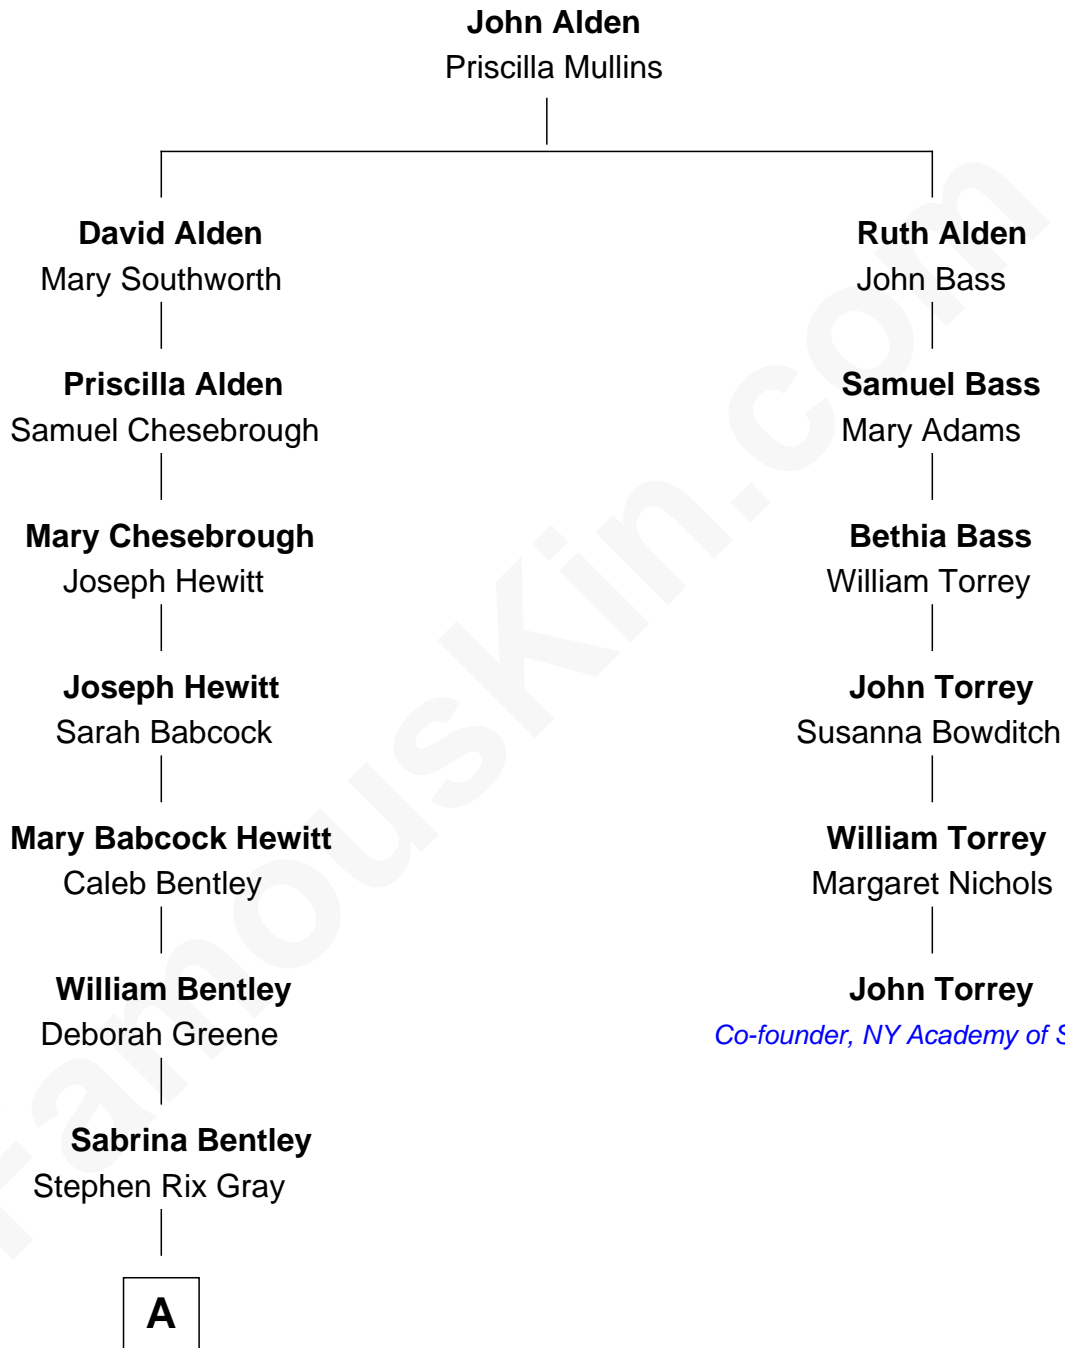 John Alden
Priscilla Mullins
David Alden
Mary Southworth
Ruth Alden
John Bass
Priscilla Alden
Samuel Chesebrough
Samuel Bass
Mary Adams
Mary Chesebrough
Joseph Hewitt
Bethia Bass
William Torrey
Joseph Hewitt
Sarah Babcock
John Torrey
Susanna Bowditch
Mary Babcock Hewitt
Caleb Bentley
William Torrey
Margaret Nichols
William Bentley
Deborah Greene
John Torrey
Co-founder, NY Academy of S
Sabrina Bentley
Stephen Rix Gray
A
FamousKin.com